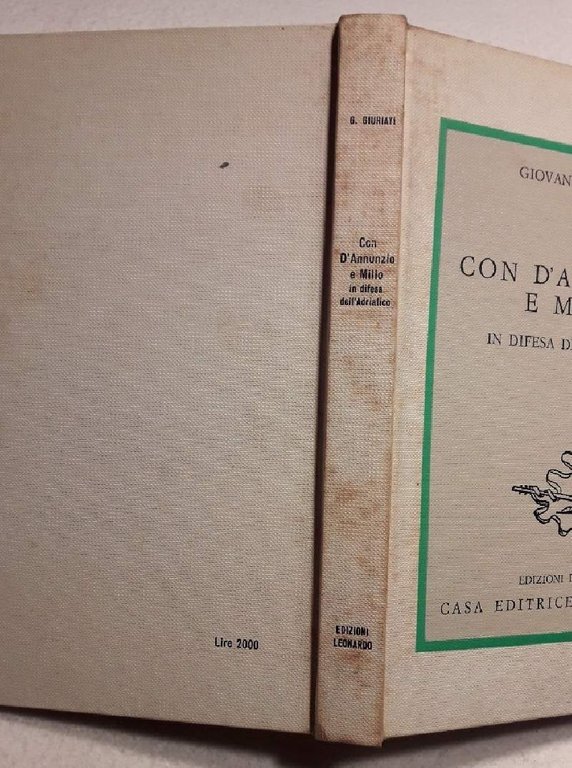 Lire 2000
G. GIURIATI
Con
D'Annunzio
e Millo
in difesa
dell'Adriatico
EDIZIONI
LEONARDO
GIOVAN
CON D'A
E M
IN DIFESA D
EDIZIONI
CASA EDITRICE